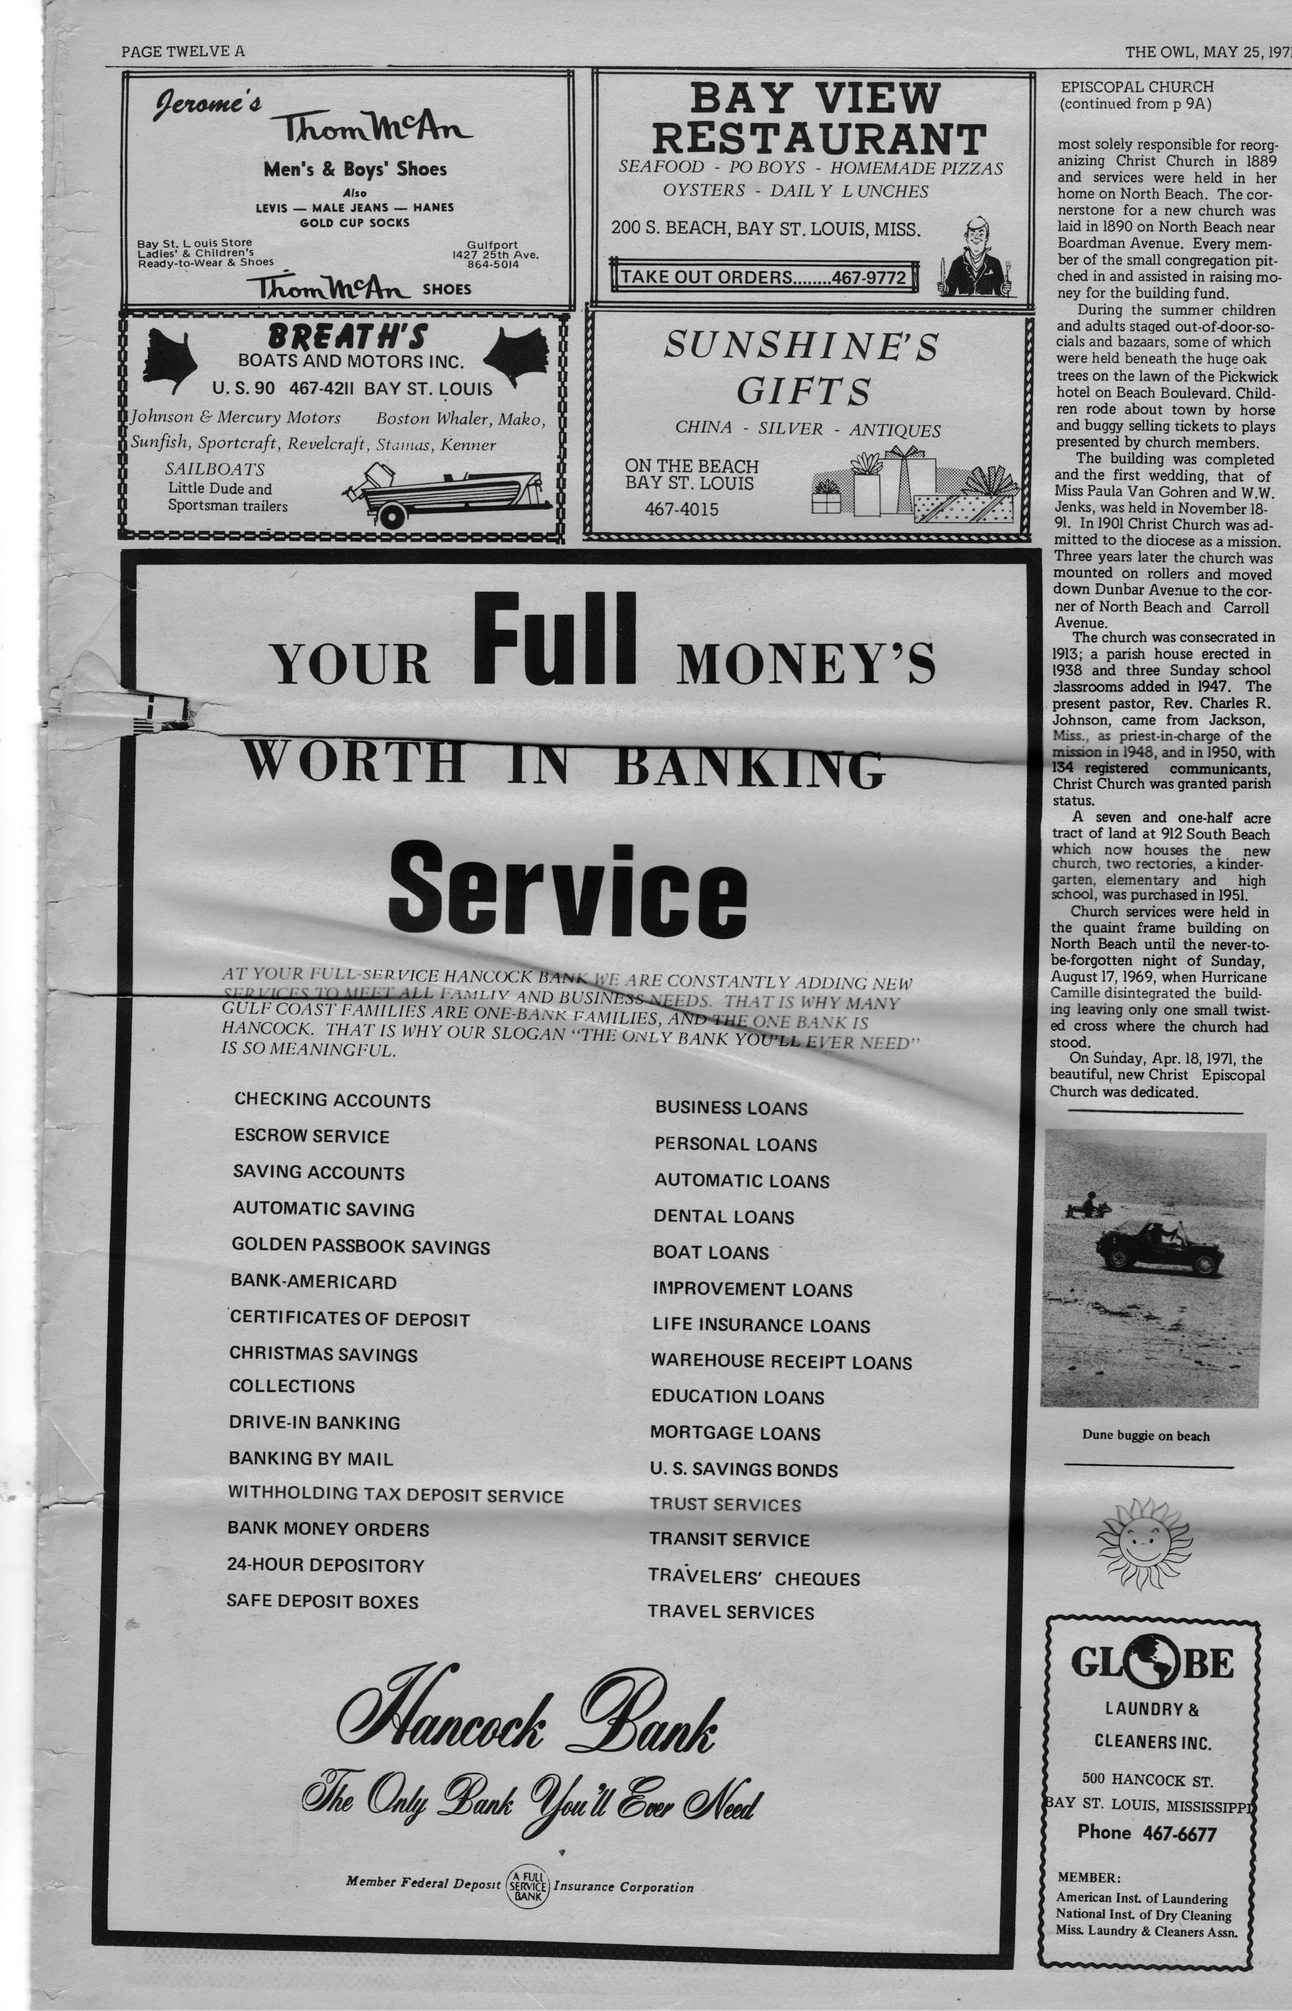 PAGE TWELVE A
THE OWL, MAY 25, 197
Jerome's
Thom McAn
Men's & Boys' Shoes
Also
LEVIS — MALE JEANS — HANES
GOLD CUP SOCKS
Bay St. Louis Store
Ladies' & Children's
Ready-to-Wear & Shoes
Gulfport
1427 25th Ave.
864-5014
Thom McAn SHOES
BAY VIEW
RESTAURANT
SEAFOOD - PO BOYS - HOMEMADE PIZZAS
OYSTERS - DAILY LUNCHES
200 S. BEACH, BAY ST. LOUIS, MISS.
TAKE OUT ORDERS........467-9772
BREATH'S
BOATS AND MOTORS INC.
U. S. 90 467-4211 BAY ST. LOUIS
Johnson & Mercury Motors Boston Whaler, Mako,
Sunfish, Sportcraft, Revelcraft, Stamas, Kenner
SAILBOATS
Little Dude and
Sportsman trailers
SUNSHINE'S
GIFTS
CHINA - SILVER - ANTIQUES
ON THE BEACH
BAY ST. LOUIS
467-4015
YOUR Full MONEY'S
WORTH IN BANKING
Service
AT YOUR FULL-SERVICE HANCOCK BANK WE ARE CONSTANTLY ADDING NEW
SERVICES TO MEET ALL FAMLIY AND BUSINESS NEEDS. THAT IS WHY MANY
GULF COAST FAMILIES ARE ONE-BANK FAMILIES, AND THE ONE BANK IS
HANCOCK. THAT IS WHY OUR SLOGAN "THE ONLY BANK YOU'LL EVER NEED"
IS SO MEANINGFUL.
CHECKING ACCOUNTS
ESCROW SERVICE
SAVING ACCOUNTS
AUTOMATIC SAVING
GOLDEN PASSBOOK SAVINGS
BANK-AMERICARD
CERTIFICATES OF DEPOSIT
CHRISTMAS SAVINGS
COLLECTIONS
DRIVE-IN BANKING
BANKING BY MAIL
WITHHOLDING TAX DEPOSIT SERVICE
BANK MONEY ORDERS
24-HOUR DEPOSITORY
SAFE DEPOSIT BOXES
BUSINESS LOANS
PERSONAL LOANS
AUTOMATIC LOANS
DENTAL LOANS
BOAT LOANS
IMPROVEMENT LOANS
LIFE INSURANCE LOANS
WAREHOUSE RECEIPT LOANS
EDUCATION LOANS
MORTGAGE LOANS
U. S. SAVINGS BONDS
TRUST SERVICES
TRANSIT SERVICE
TRAVELERS' CHEQUES
TRAVEL SERVICES
Hancock Bank
The Only Bank You'll Ever Need
Member Federal Deposit
A FULL
SERVICE
BANK
Insurance Corporation
EPISCOPAL CHURCH
(continued from p 9A)
most solely responsible for reorg-
anizing Christ Church in 1889
and services were held in her
home on North Beach. The cor-
nerstone for a new church was
laid in 1890 on North Beach near
Boardman Avenue. Every mem-
ber of the small congregation pit-
ched in and assisted in raising mo-
ney for the building fund.
During the summer children
and adults staged out-of-door-so-
cials and bazaars, some of which
were held beneath the huge oak
trees on the lawn of the Pickwick
hotel on Beach Boulevard. Child-
ren rode about town by horse
and buggy selling tickets to plays
presented by church members.
The building was completed
and the first wedding, that of
Miss Paula Van Gohren and W.W.
Jenks, was held in November 18-
91. In 1901 Christ Church was ad-
mitted to the diocese as a mission.
Three years later the church was
mounted on rollers and moved
down Dunbar Avenue to the cor-
ner of North Beach and Carroll
Avenue.
The church was consecrated in
1913; a parish house erected in
1938 and three Sunday school
classrooms added in 1947. The
present pastor, Rev. Charles R.
Johnson, came from Jackson,
Miss., as priest-in-charge of the
mission in 1948, and in 1950, with
134 registered communicants,
Christ Church was granted parish
status.
A seven and one-half acre
tract of land at 912 South Beach
which now houses the new
church, two rectories, a kinder-
garten, elementary and high
school, was purchased in 1951.
Church services were held in
the quaint frame building on
North Beach until the never-to-
be-forgotten night of Sunday,
August 17, 1969, when Hurricane
Camille disintegrated the build-
ing leaving only one small twist-
ed cross where the church had
stood.
On Sunday, Apr. 18, 1971, the
beautiful, new Christ Episcopal
Church was dedicated.
Dune buggie on beach
GLOBE
LAUNDRY &
CLEANERS INC.
500 HANCOCK ST.
BAY ST. LOUIS, MISSISSIPPI
Phone 467-6677
MEMBER:
American Inst. of Laundering
National Inst. of Dry Cleaning
Miss. Laundry & Cleaners Assn.